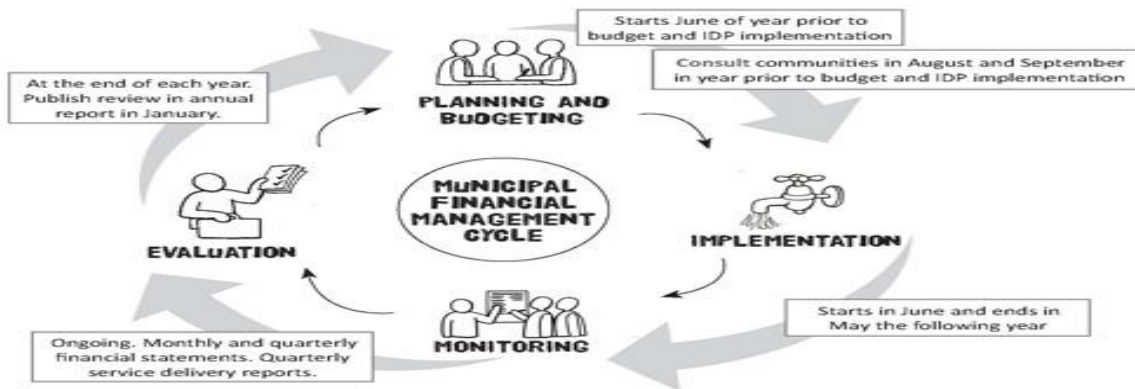 Starts June of year prior to
budget and IDP implementation
Consult communities in August and September
in year prior to budget and IDP implementation
At the end of each year.
Publish review in annual
report in January.
PLANNING AND
BuDGETING
MuNICIPAL
FINANCIAL
MANAGEMENT
CYCLE
EVALuATION
IMPLEMENTATION
Starts in June and ends in
May the following year
MONITORING
Ongoing. Monthly and quarterly
financial statements. Quarterly
service delivery reports.